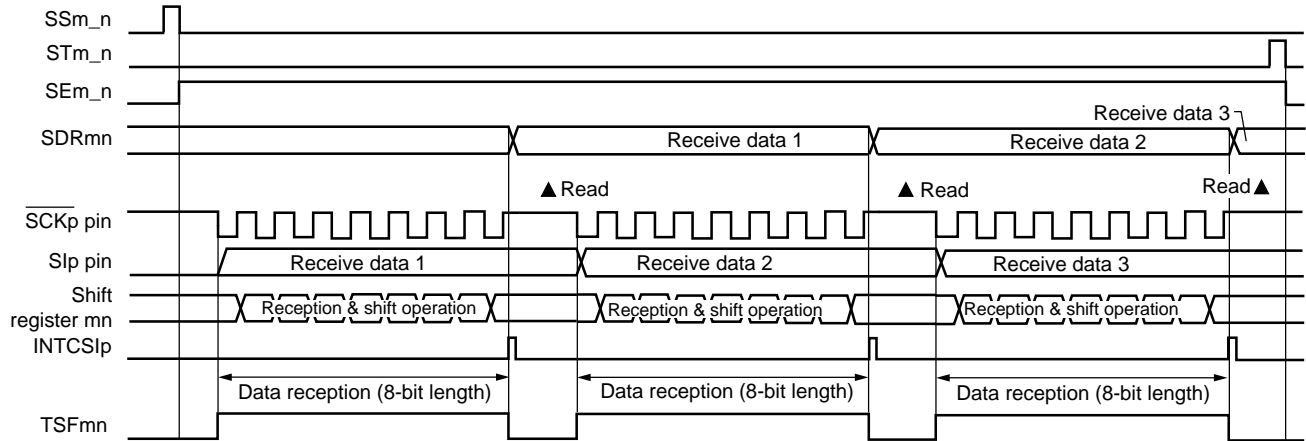 SSm_n
STm_n
SEm_n
Receive data 3
SDRmn
Receive data 1
Receive data 2
▲ Read
▲ Read
Read ▲
SCKp pin
SIp pin
Receive data 1
Receive data 2
Receive data 3
Shift
register mn
Reception & shift operation
Reception & shift operation
Reception & shift operation
INTCSIp
Data reception (8-bit length)
Data reception (8-bit length)
Data reception (8-bit length)
TSFmn